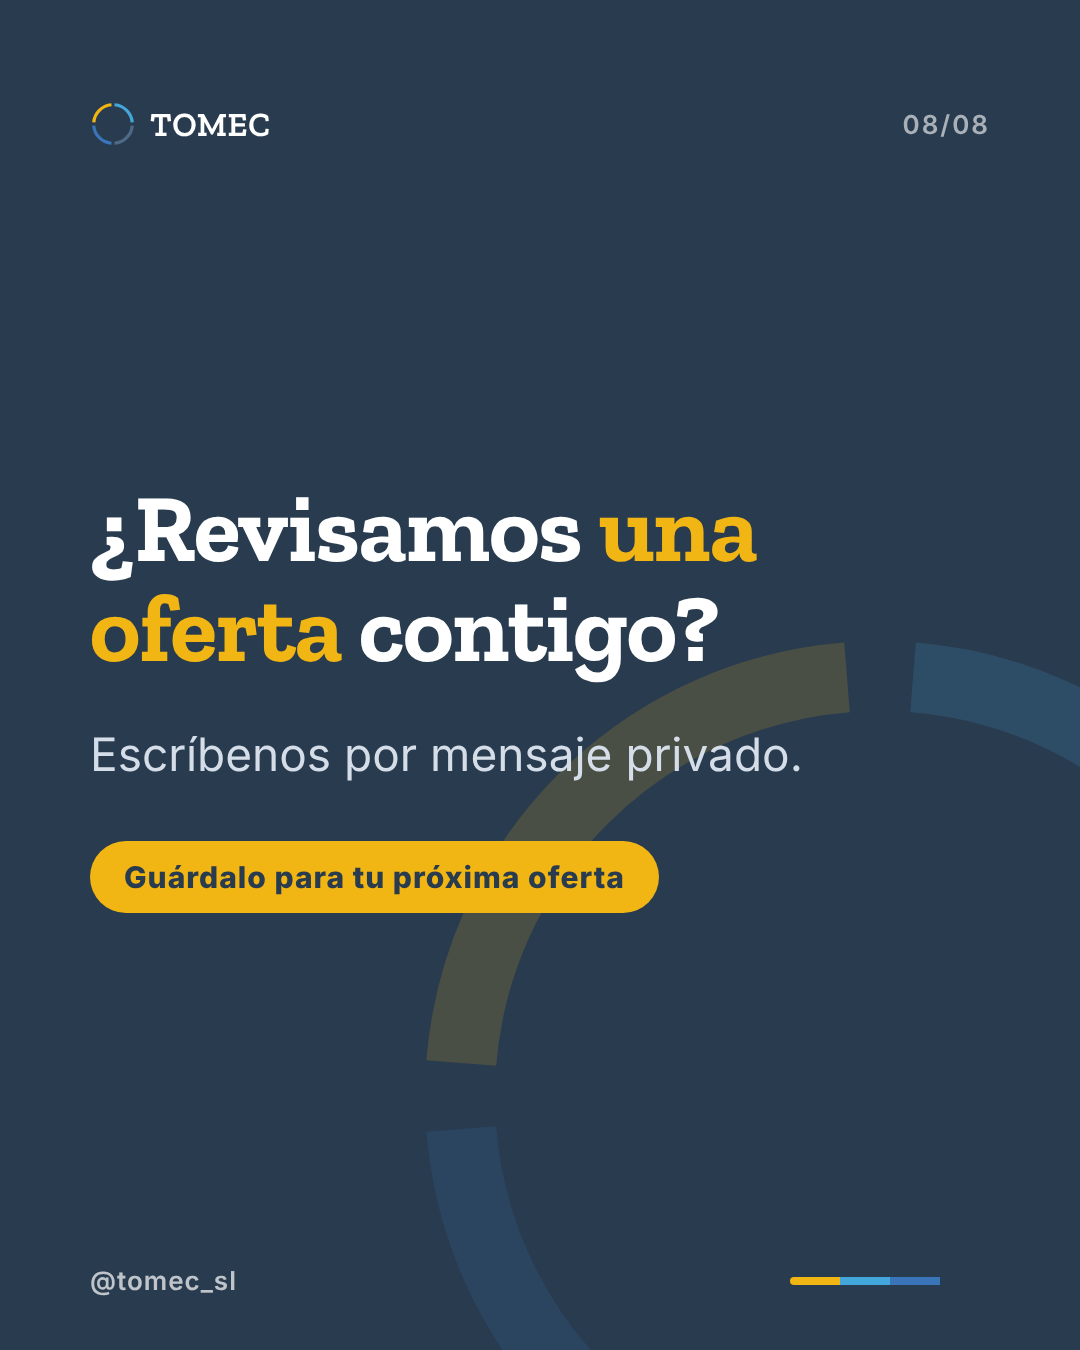 TOMEC
08/08
¿Revisamos una
oferta contigo?
Escríbenos por mensaje privado.
Guárdalo para tu próxima oferta
@tomec_sl